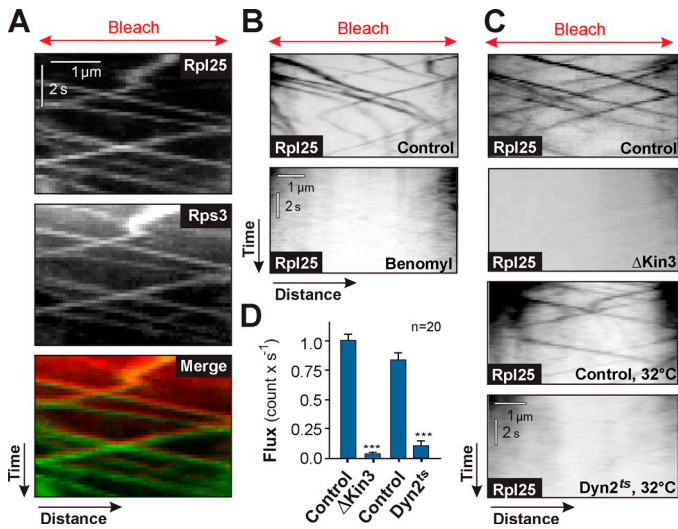 A
Bleach
Rpl25
1 µm
2 s
Rps3
Merge
Time
Distance
B
Bleach
Rpl25
Control
1 µm
2 s
Rpl25
Benomyl
Time
Distance
C
Bleach
Rpl25
Control
Rpl25
ΔKin3
Rpl25
Control, 32°C
1 µm
2 s
Rpl25
Dyn2ts, 32°C
Time
Distance
D
n=20
Flux (count x s-1)
1.0
0.75
0.5
0.25
0.0
***
***
Control
ΔKin3
Control
Dyn2ts